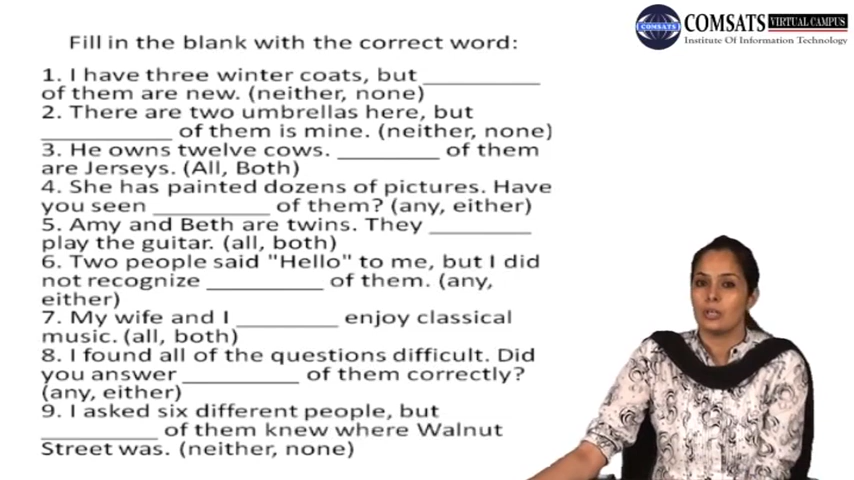 COMSATS VIRTUAL CAMPUS
Institute Of Information Technology
Fill in the blank with the correct word:
1. I have three winter coats, but __________
of them are new. (neither, none)
2. There are two umbrellas here, but
___________ of them is mine. (neither, none)
3. He owns twelve cows. _________ of them
are Jerseys. (All, Both)
4. She has painted dozens of pictures. Have
you seen __________ of them? (any, either)
5. Amy and Beth are twins. They _________
play the guitar. (all, both)
6. Two people said "Hello" to me, but I did
not recognize __________ of them. (any,
either)
7. My wife and I _________ enjoy classical
music. (all, both)
8. I found all of the questions difficult. Did
you answer __________ of them correctly?
(any, either)
9. I asked six different people, but
__________ of them knew where Walnut
Street was. (neither, none)